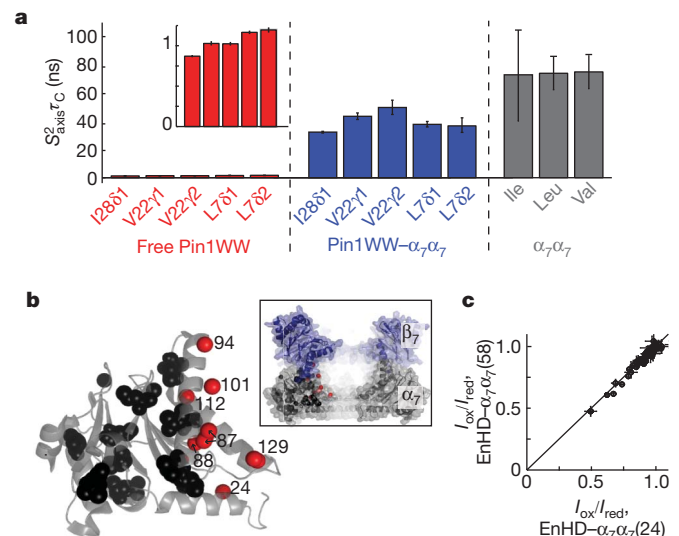 a
S²axisτC (ns)
100
80
60
40
20
0
1
0
I28δ1
V22γ1
V22γ2
L7δ1
L7δ2
Free Pin1WW
I28δ1
V22γ1
V22γ2
L7δ1
L7δ2
Pin1WW–α7α7
Ile
Leu
Val
α7α7
b
94
101
112
87
88
129
24
β7
α7
c
Iox/Ired,
EnHD–α7α7(58)
1.0
0.5
0
0
0.5
1.0
Iox/Ired,
EnHD–α7α7(24)